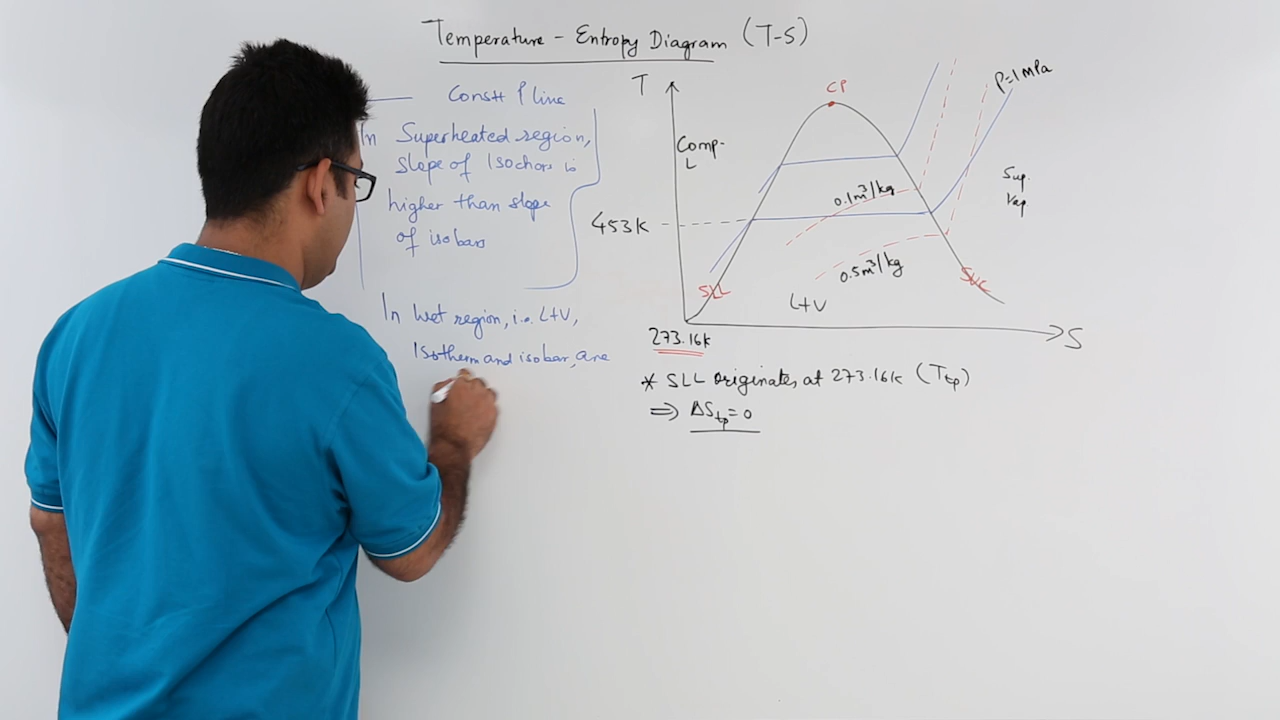 Temperature - Entropy Diagram (T-S)
Constt P line
In Superheated region,
slope of Isochors is
higher than slope
of isobars
In Wet region, i.e. L+V,
Isotherm and isobar, are
T
CP
P=1 MPa
Comp.
L
0.1m³/kg
Sup.
Vap
453K
0.5m³/kg
SLL
SVL
L+V
273.16K
S
* SLL originates at 273.16K (Ttp)
⇒ ΔStp=0